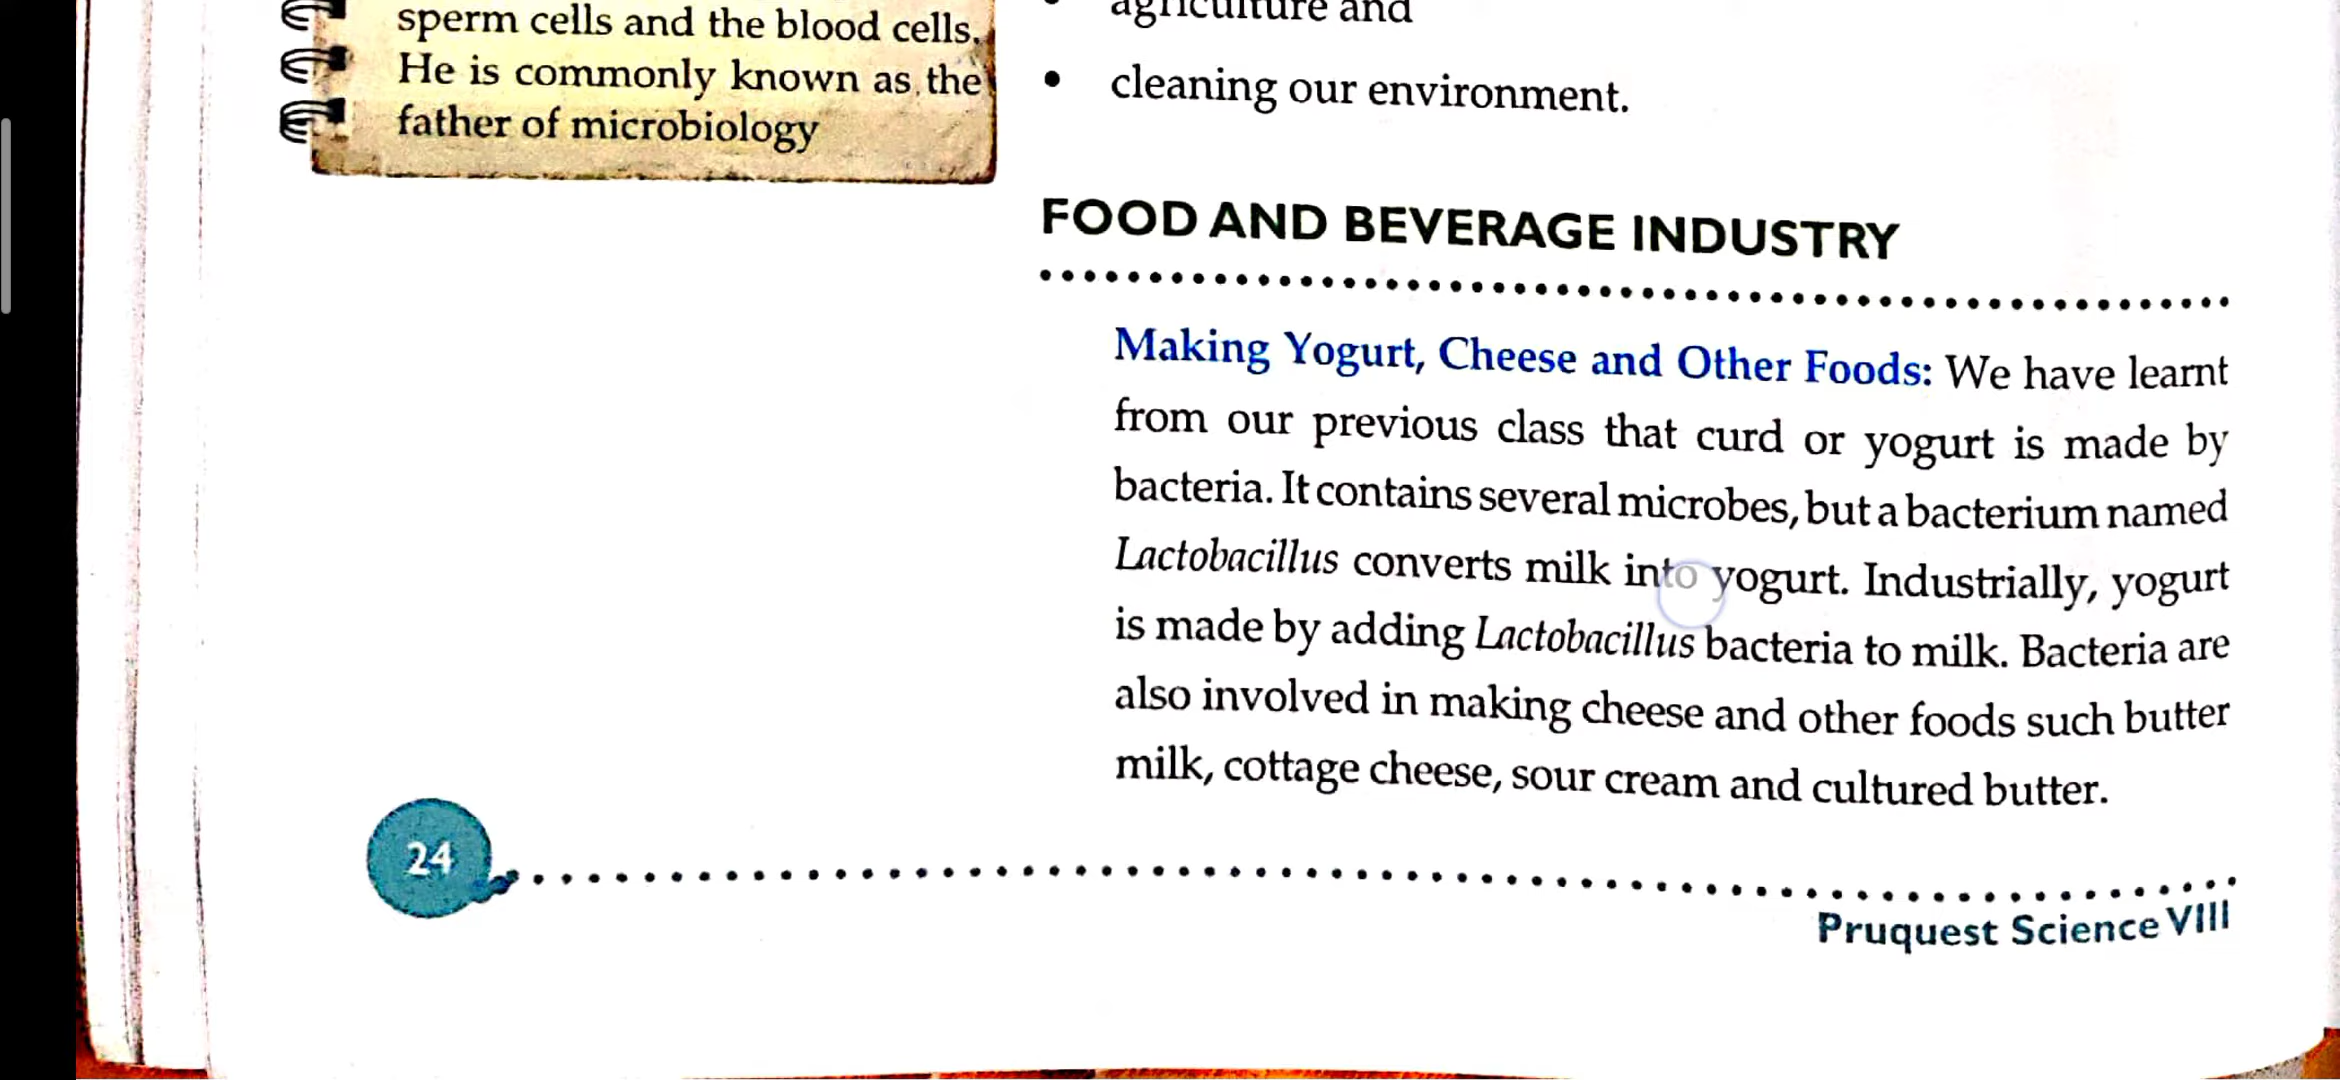 sperm cells and the blood cells.
He is commonly known as the
father of microbiology
• agriculture and
• cleaning our environment.
FOOD AND BEVERAGE INDUSTRY
Making Yogurt, Cheese and Other Foods: We have learnt
from our previous class that curd or yogurt is made by
bacteria. It contains several microbes, but a bacterium named
Lactobacillus converts milk into yogurt. Industrially, yogurt
is made by adding Lactobacillus bacteria to milk. Bacteria are
also involved in making cheese and other foods such butter
milk, cottage cheese, sour cream and cultured butter.
24
Pruquest Science VIII